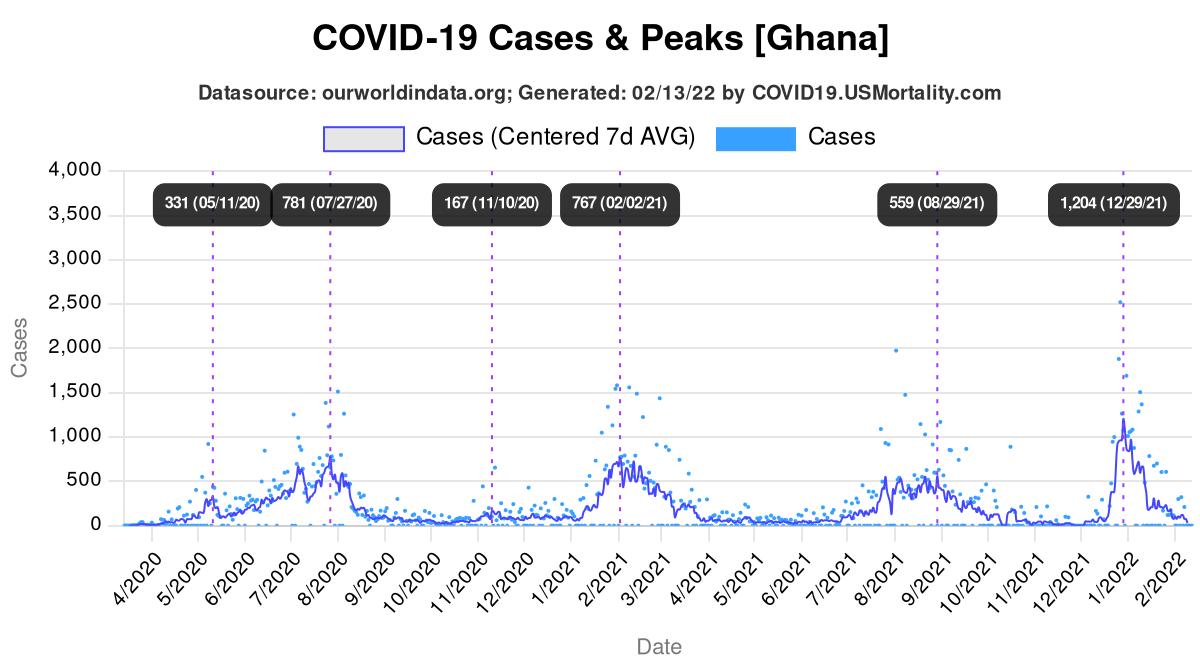 COVID-19 Cases & Peaks [Ghana]
Datasource: ourworldindata.org; Generated: 02/13/22 by COVID19.USMortality.com
Cases (Centered 7d AVG) Cases
4,000
331 (05/11/20) 781 (07/27/20) 167 (11/10/20) 767 (02/02/21) 559 (08/29/21) 1,204 (12/29/21)
3,500
3,000
2,500
2,000
1,500
1,000
500
0
Cases
4/2020 5/2020 6/2020 7/2020 8/2020 9/2020 10/2020 11/2020 12/2020 1/2021 2/2021 3/2021 4/2021 5/2021 6/2021 7/2021 8/2021 9/2021 10/2021 11/2021 12/2021 1/2022 2/2022
Date